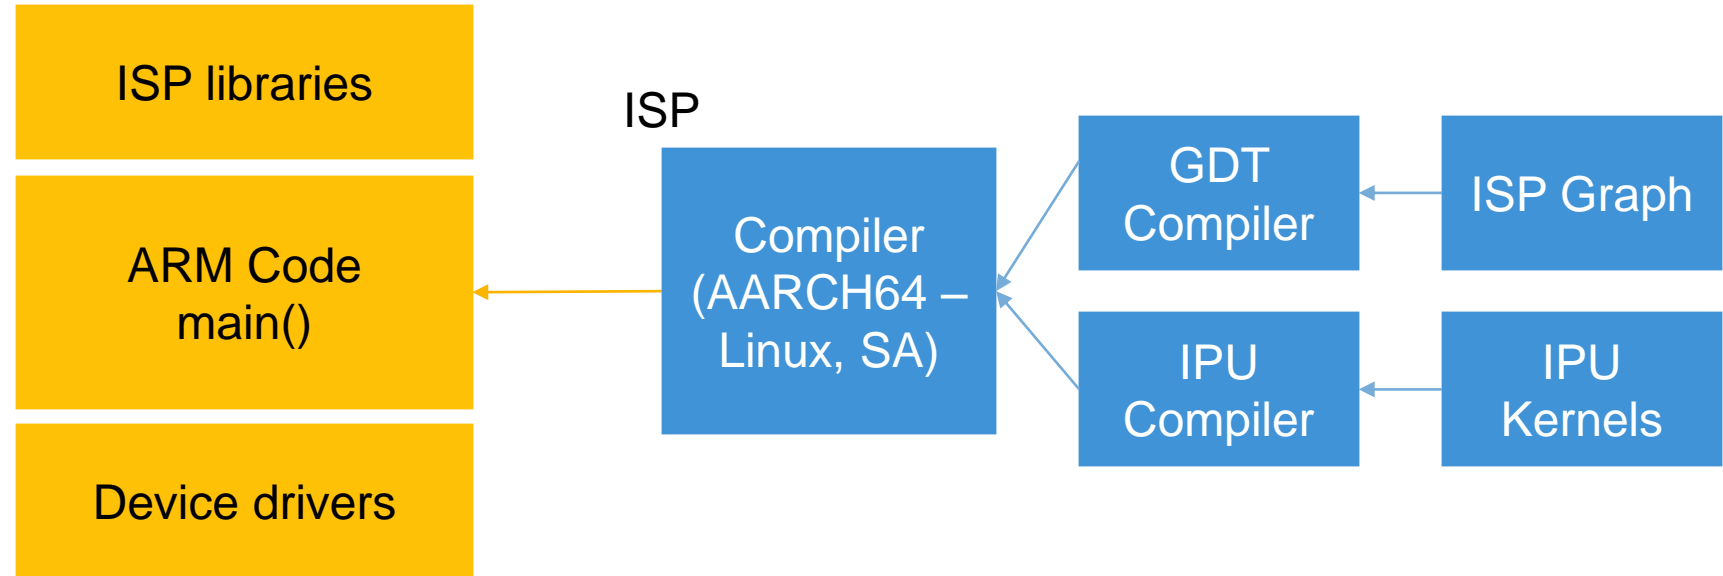 ISP libraries
ARM Code
main()
Device drivers
ISP
Compiler
(AARCH64 –
Linux, SA)
GDT
Compiler
IPU
Compiler
ISP Graph
IPU
Kernels